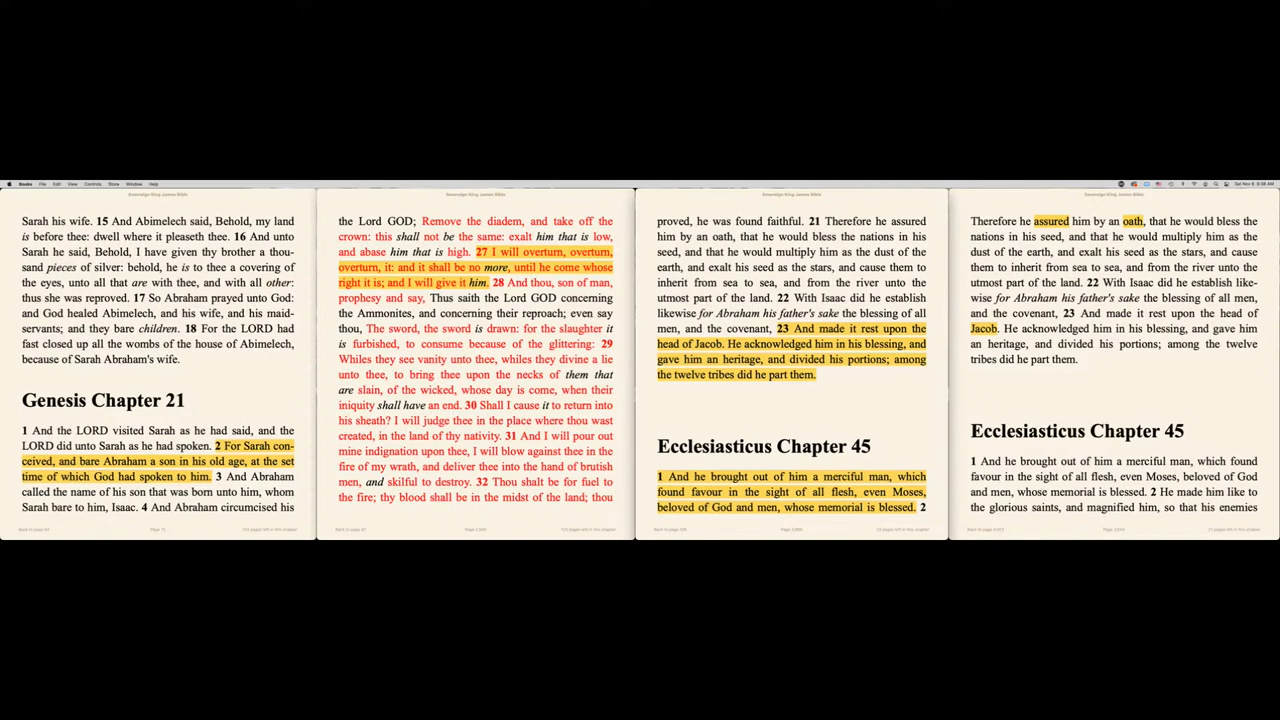 Books File Edit View Controls Store Window Help
Sat Nov 6 9:08 AM
Sovereign King James Bible
Sarah his wife. 15 And Abimelech said, Behold, my land
is before thee: dwell where it pleaseth thee. 16 And unto
Sarah he said, Behold, I have given thy brother a thou-
sand pieces of silver: behold, he is to thee a covering of
the eyes, unto all that are with thee, and with all other:
thus she was reproved. 17 So Abraham prayed unto God:
and God healed Abimelech, and his wife, and his maid-
servants; and they bare children. 18 For the LORD had
fast closed up all the wombs of the house of Abimelech,
because of Sarah Abraham's wife.
Genesis Chapter 21
1 And the LORD visited Sarah as he had said, and the
LORD did unto Sarah as he had spoken. 2 For Sarah con-
ceived, and bare Abraham a son in his old age, at the set
time of which God had spoken to him. 3 And Abraham
called the name of his son that was born unto him, whom
Sarah bare to him, Isaac. 4 And Abraham circumcised his
Sovereign King James Bible
the Lord GOD; Remove the diadem, and take off the
crown: this shall not be the same: exalt him that is low,
and abase him that is high. 27 I will overturn, overturn,
overturn, it: and it shall be no more, until he come whose
right it is; and I will give it him. 28 And thou, son of man,
prophesy and say, Thus saith the Lord GOD concerning
the Ammonites, and concerning their reproach; even say
thou, The sword, the sword is drawn: for the slaughter it
is furbished, to consume because of the glittering: 29
Whiles they see vanity unto thee, whiles they divine a lie
unto thee, to bring thee upon the necks of them that
are slain, of the wicked, whose day is come, when their
iniquity shall have an end. 30 Shall I cause it to return into
his sheath? I will judge thee in the place where thou wast
created, in the land of thy nativity. 31 And I will pour out
mine indignation upon thee, I will blow against thee in the
fire of my wrath, and deliver thee into the hand of brutish
men, and skilful to destroy. 32 Thou shalt be for fuel to
the fire; thy blood shall be in the midst of the land; thou
Sovereign King James Bible
proved, he was found faithful. 21 Therefore he assured
him by an oath, that he would bless the nations in his
seed, and that he would multiply him as the dust of the
earth, and exalt his seed as the stars, and cause them to
inherit from sea to sea, and from the river unto the
utmost part of the land. 22 With Isaac did he establish
likewise for Abraham his father's sake the blessing of all
men, and the covenant, 23 And made it rest upon the
head of Jacob. He acknowledged him in his blessing, and
gave him an heritage, and divided his portions; among
the twelve tribes did he part them.
Ecclesiasticus Chapter 45
1 And he brought out of him a merciful man, which
found favour in the sight of all flesh, even Moses,
beloved of God and men, whose memorial is blessed. 2
Sovereign King James Bible
Therefore he assured him by an oath, that he would bless the
nations in his seed, and that he would multiply him as the
dust of the earth, and exalt his seed as the stars, and cause
them to inherit from sea to sea, and from the river unto the
utmost part of the land. 22 With Isaac did he establish like-
wise for Abraham his father's sake the blessing of all men,
and the covenant, 23 And made it rest upon the head of
Jacob. He acknowledged him in his blessing, and gave him
an heritage, and divided his portions; among the twelve
tribes did he part them.
Ecclesiasticus Chapter 45
1 And he brought out of him a merciful man, which found
favour in the sight of all flesh, even Moses, beloved of God
and men, whose memorial is blessed. 2 He made him like to
the glorious saints, and magnified him, so that his enemies